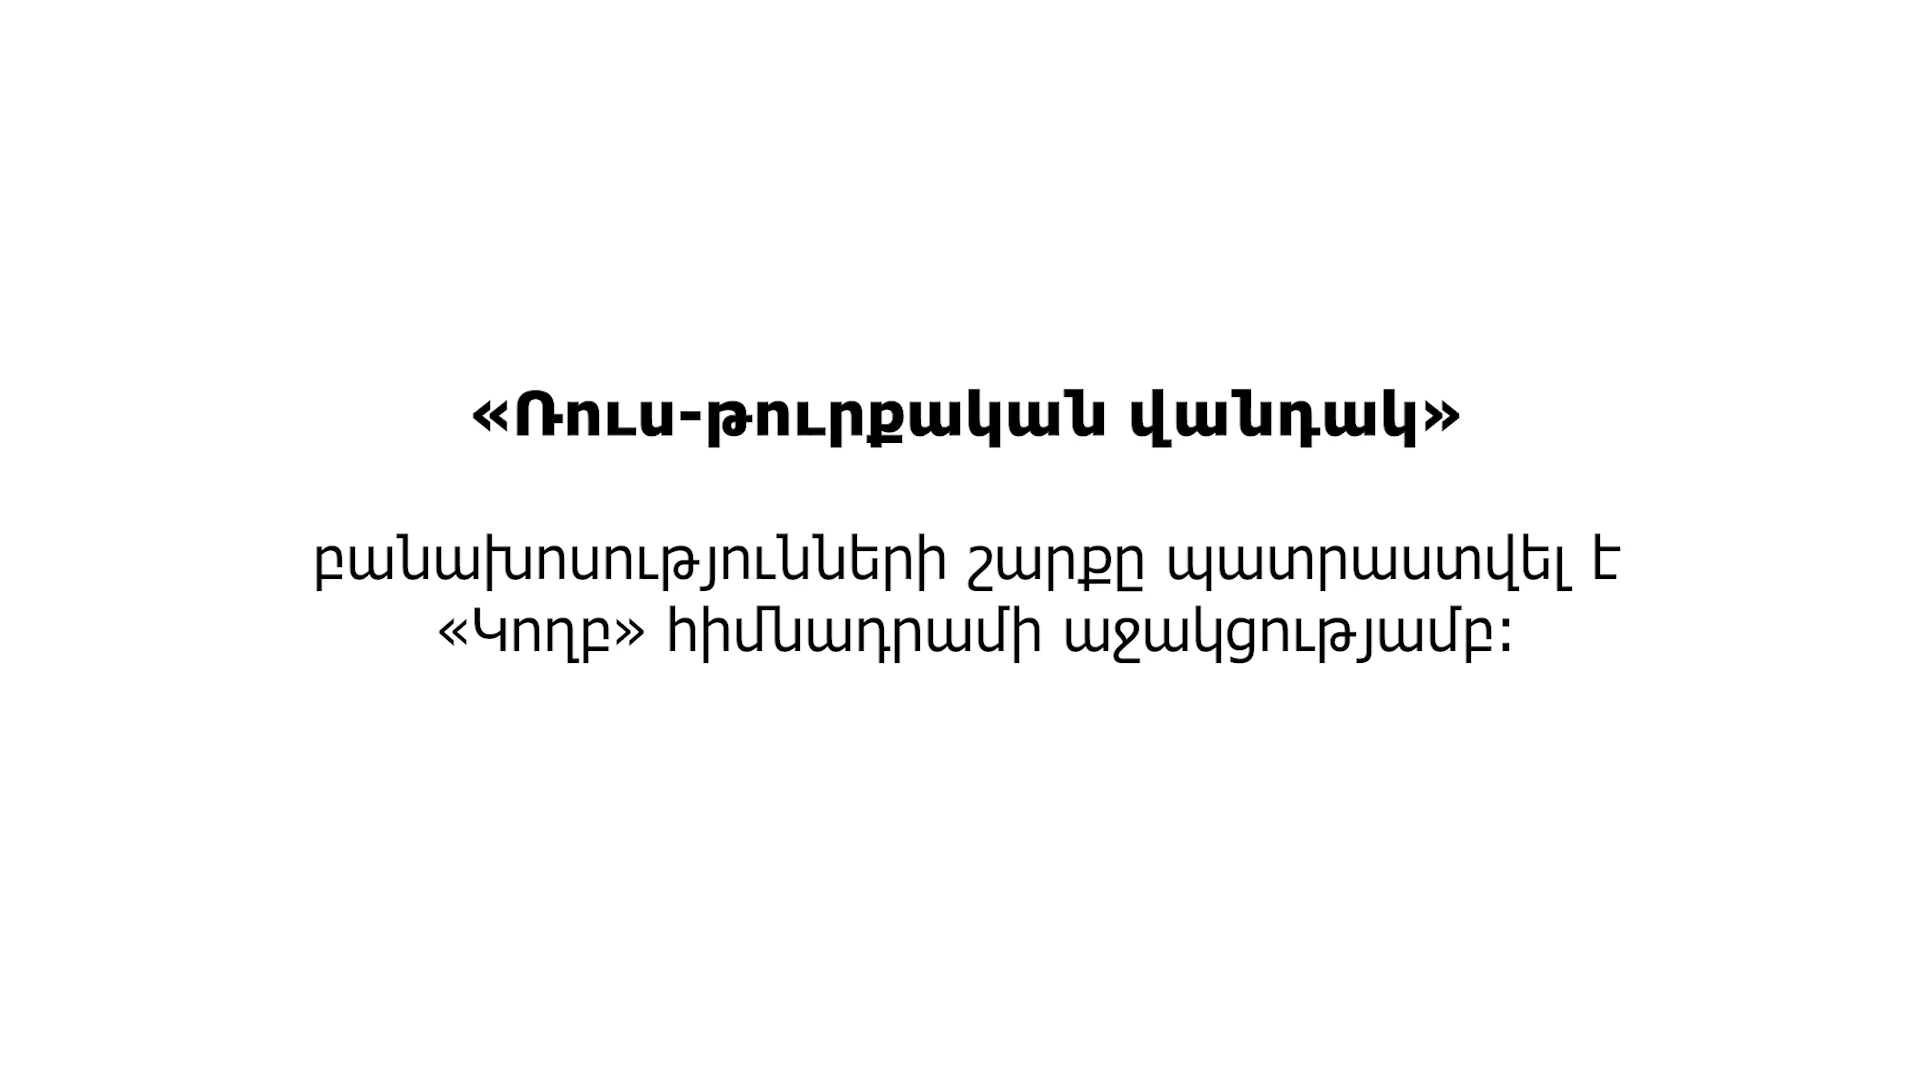 «Ռուս-թուրքական վանդակ»
բանախոսությունների շարքը պատրաստվել է
«Կողբ» հիմնադրամի աջակցությամբ: